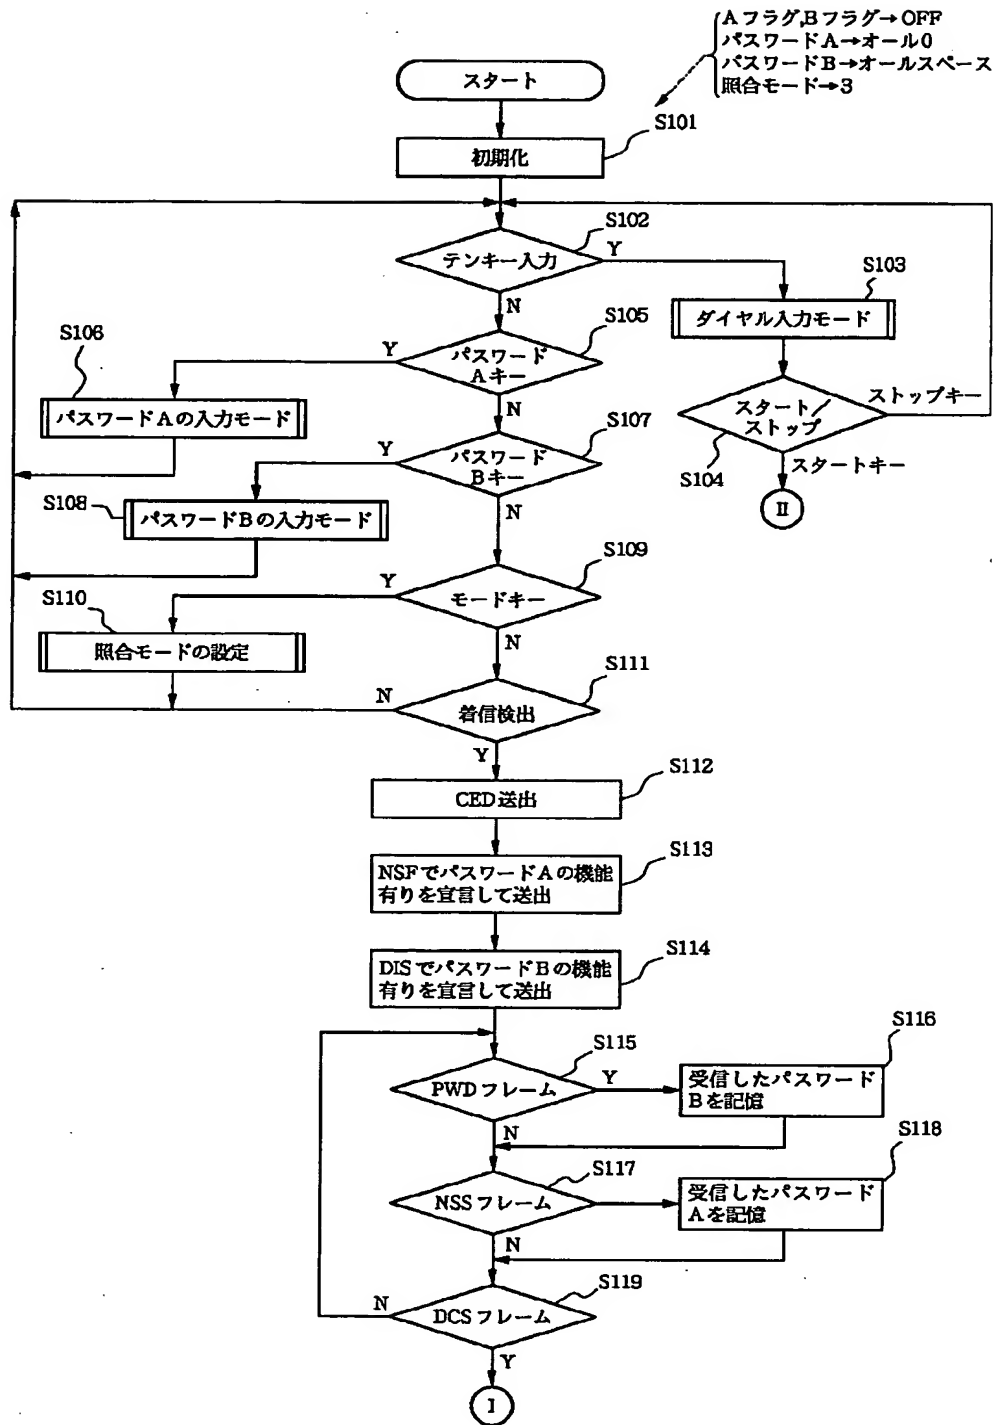 Aフラグ,Bフラグ→OFF
パスワードA→オール0
パスワードB→オールスペース
照合モード→3
スタート
S101
初期化
S102
テンキー入力
Y
N
S103
ダイヤル入力モード
S104
スタート/
ストップ
ストップキー
スタートキー
II
S105
パスワード
Aキー
Y
N
S106
パスワードAの入力モード
S107
パスワード
Bキー
Y
N
S108
パスワードBの入力モード
S109
モードキー
Y
N
S110
照合モードの設定
S111
着信検出
N
Y
S112
CED送出
S113
NSFでパスワードAの機能
有りを宣言して送出
S114
DISでパスワードBの機能
有りを宣言して送出
S115
PWDフレーム
Y
N
S116
受信したパスワード
Bを記憶
S117
NSSフレーム
N
S118
受信したパスワード
Aを記憶
S119
DCSフレーム
N
Y
I